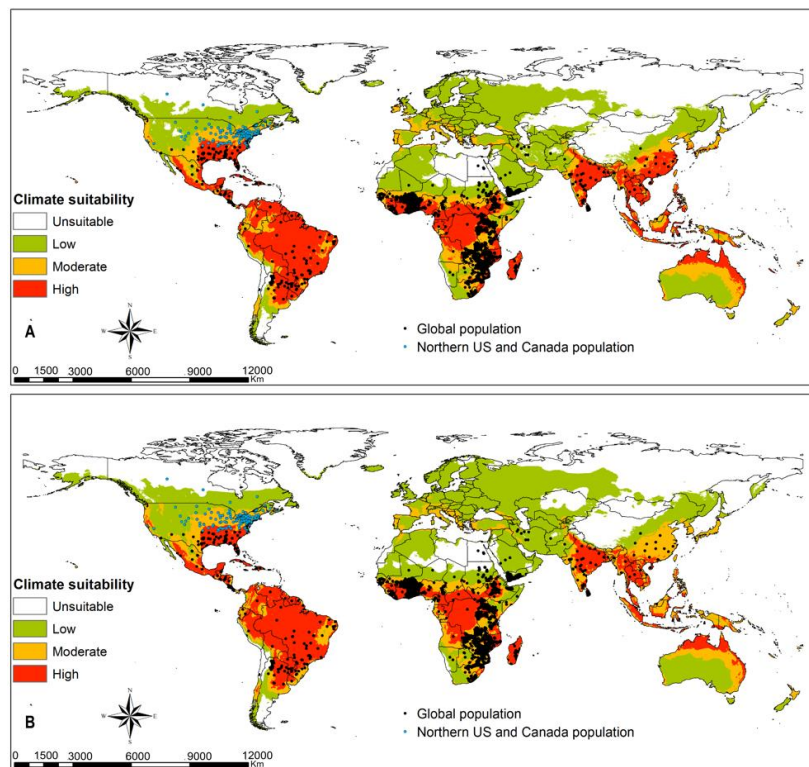 Climate suitability
Unsuitable
Low
Moderate
High
N
W E
S
A
Global population
Northern US and Canada population
0 1500 3000 6000 9000 12000
Km
Climate suitability
Unsuitable
Low
Moderate
High
N
W E
S
B
Global population
Northern US and Canada population
0 1500 3000 6000 9000 12000
Km